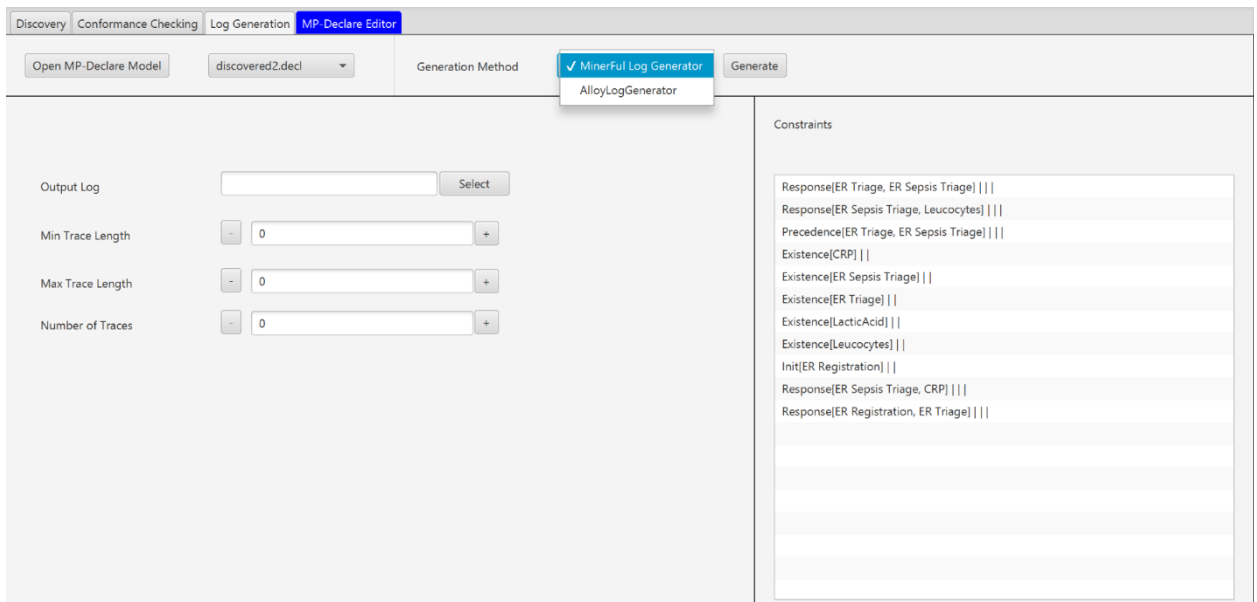 Discovery Conformance Checking Log Generation MP-Declare Editor
Open MP-Declare Model discovered2.decl Generation Method ✓ MinerFul Log Generator Generate
AlloyLogGenerator
Constraints
Output Log Select
Min Trace Length - 0 +
Max Trace Length - 0 +
Number of Traces - 0 +
Response[ER Triage, ER Sepsis Triage] | | |
Response[ER Sepsis Triage, Leucocytes] | | |
Precedence[ER Triage, ER Sepsis Triage] | | |
Existence[CRP] | |
Existence[ER Sepsis Triage] | |
Existence[ER Triage] | |
Existence[LacticAcid] | |
Existence[Leucocytes] | |
Init[ER Registration] | |
Response[ER Sepsis Triage, CRP] | | |
Response[ER Registration, ER Triage] | | |